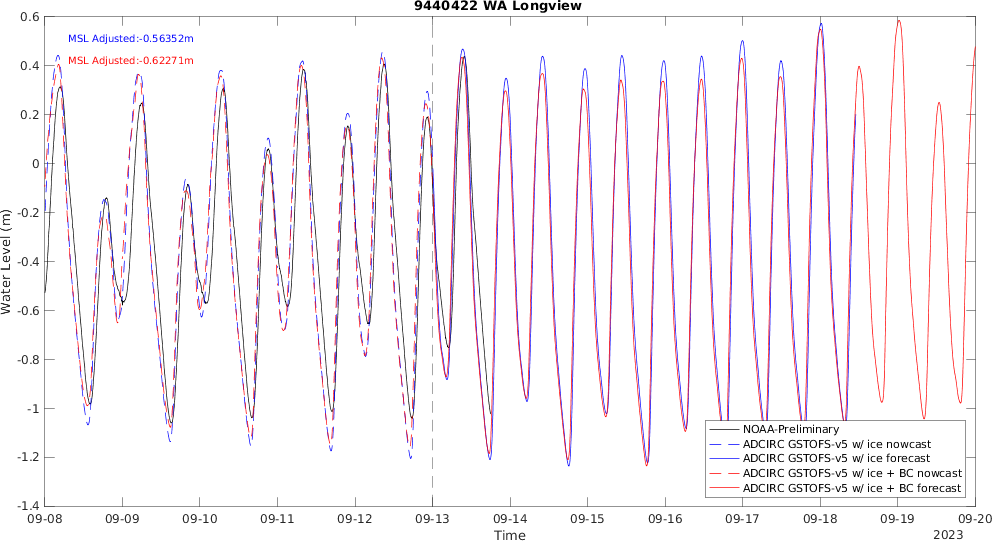 9440422 WA Longview
MSL Adjusted:-0.56352m
MSL Adjusted:-0.62271m
0.6
0.4
0.2
0
-0.2
-0.4
-0.6
-0.8
-1
-1.2
-1.4
Water Level (m)
NOAA-Preliminary
ADCIRC GSTOFS-v5 w/ ice nowcast
ADCIRC GSTOFS-v5 w/ ice forecast
ADCIRC GSTOFS-v5 w/ ice + BC nowcast
ADCIRC GSTOFS-v5 w/ ice + BC forecast
09-08 09-09 09-10 09-11 09-12 09-13 09-14 09-15 09-16 09-17 09-18 09-19 09-20
Time
2023